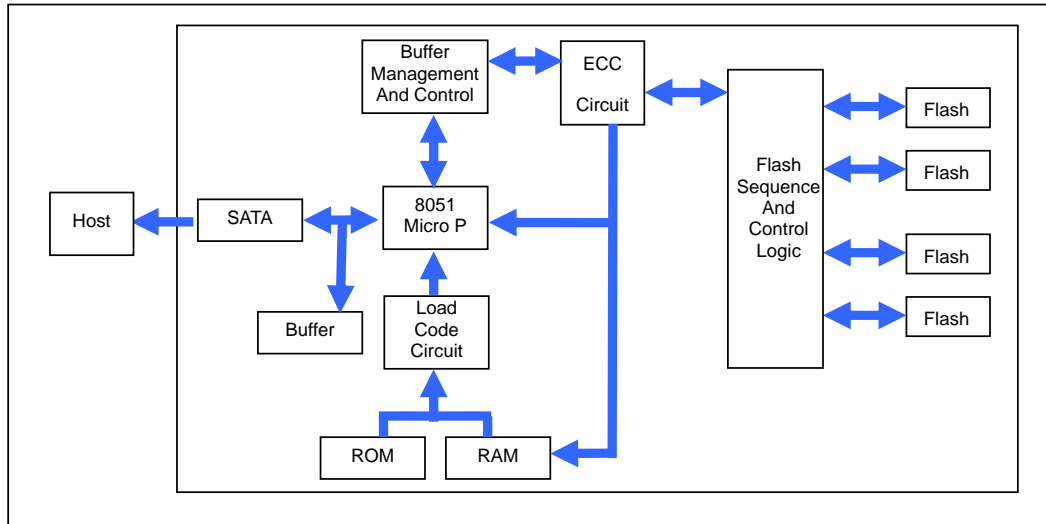 Buffer
Management
And Control
ECC
Circuit
Flash
Flash
Flash
Sequence
And
Control
Logic
Host
SATA
8051
Micro P
Flash
Flash
Buffer
Load
Code
Circuit
ROM
RAM